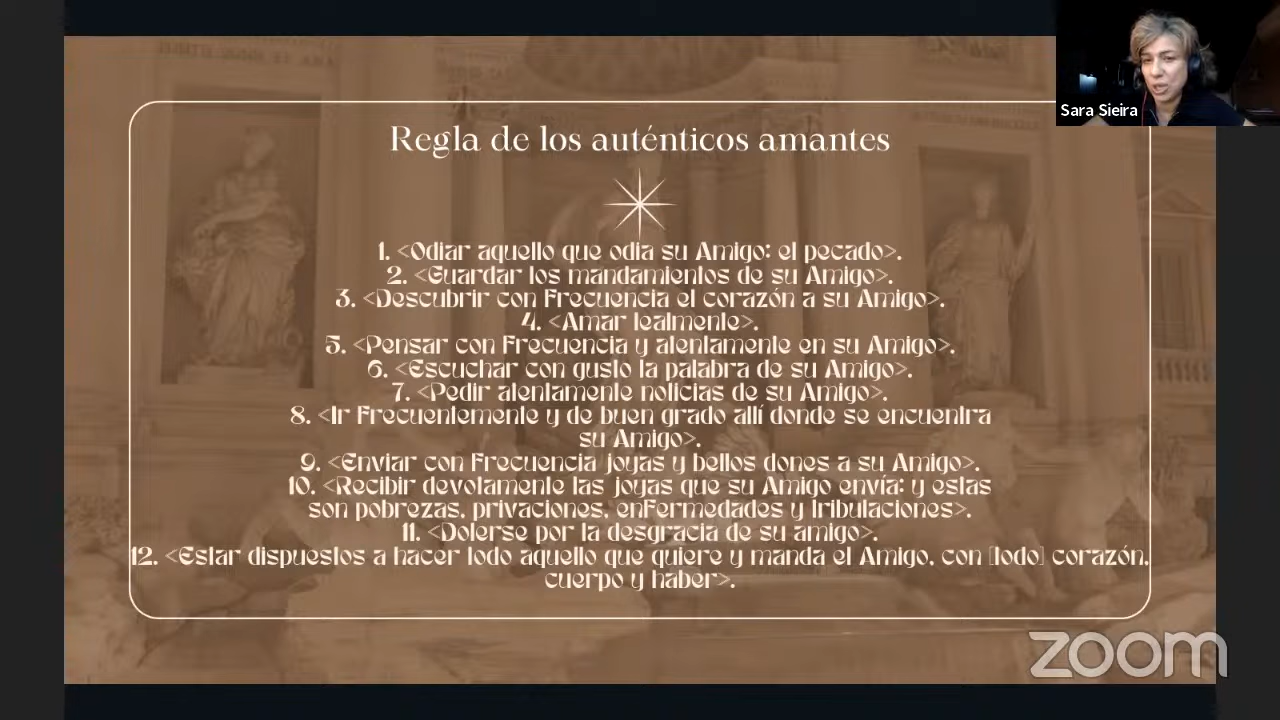 Sara Sieira
Regla de los auténticos amantes
1. <Odiar aquello que odia su Amigo: el pecado>.
2. <Guardar los mandamientos de su Amigo>.
3. <Descubrir con Frecuencia el corazón a su Amigo>.
4. <Amar lealmente>.
5. <Pensar con Frecuencia y atentamente en su Amigo>.
6. <Escuchar con gusto la palabra de su Amigo>.
7. <Pedir atentamente noticias de su Amigo>.
8. <Ir Frecuentemente y de buen grado allí donde se encuentra
su Amigo>.
9. <Enviar con Frecuencia joyas y bellos dones a su Amigo>.
10. <Recibir devotamente las joyas que su Amigo envía: y estas
son pobrezas, privaciones, enfermedades y tribulaciones>.
11. <Dolerse por la desgracia de su amigo>.
12. <Estar dispuestos a hacer todo aquello que quiere y manda el Amigo, con [todo] corazón,
cuerpo y haber>.
zoom